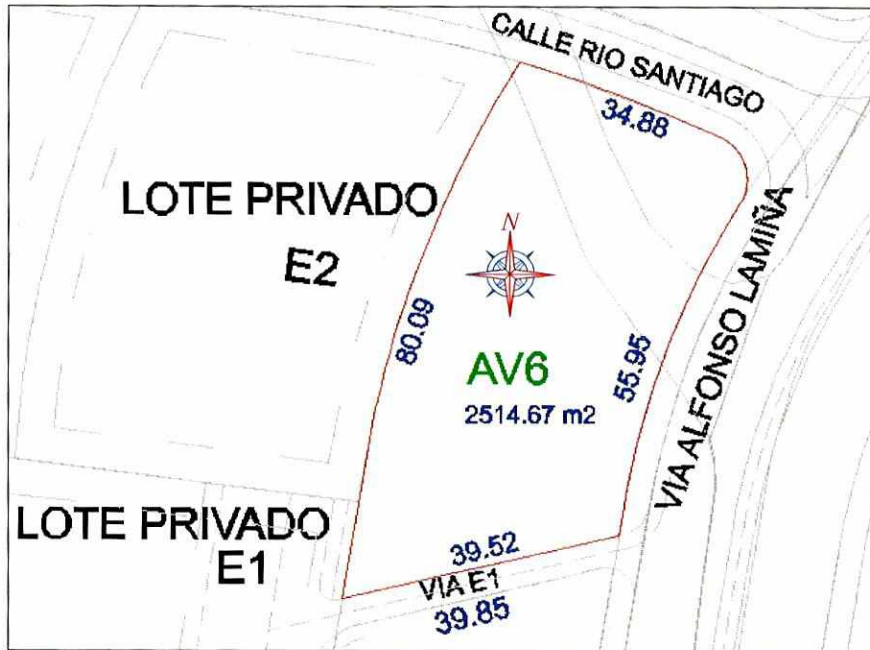 CALLE RIO SANTIAGO
34.88
LOTE PRIVADO
E2
N
VIA ALFONSO LAMIÑA
80.09
55.95
AV6
2514.67 m2
LOTE PRIVADO
E1
39.52
VIA E1
39.85